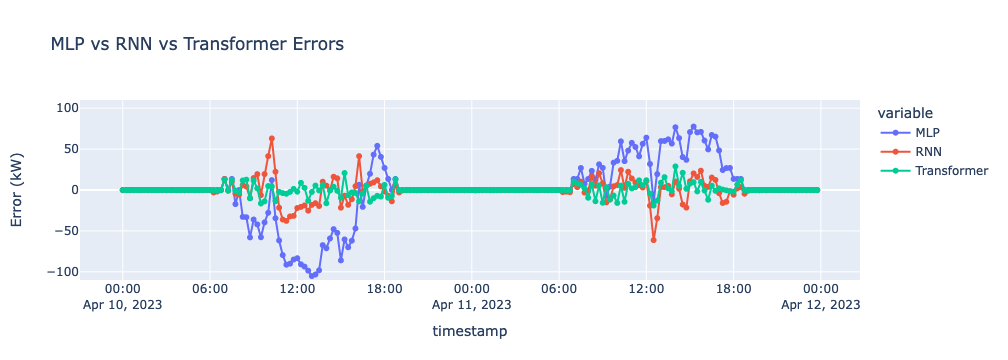 MLP vs RNN vs Transformer Errors
variable
MLP
RNN
Transformer
Error (kW)
100
50
0
−50
−100
00:00 06:00 12:00 18:00 00:00 06:00 12:00 18:00 00:00
Apr 10, 2023 Apr 11, 2023 Apr 12, 2023
timestamp